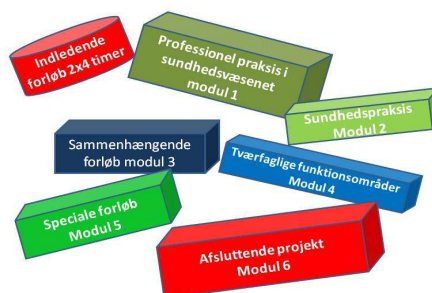 Indledende
forløb 2x4 timer
Professionel praksis i
sundhedsvæsenet
modul 1
Sundhedspraksis
Modul 2
Sammenhængende
forløb modul 3
Tværfaglige funktionsområder
Modul 4
Speciale forløb
Modul 5
Afsluttende projekt
Modul 6